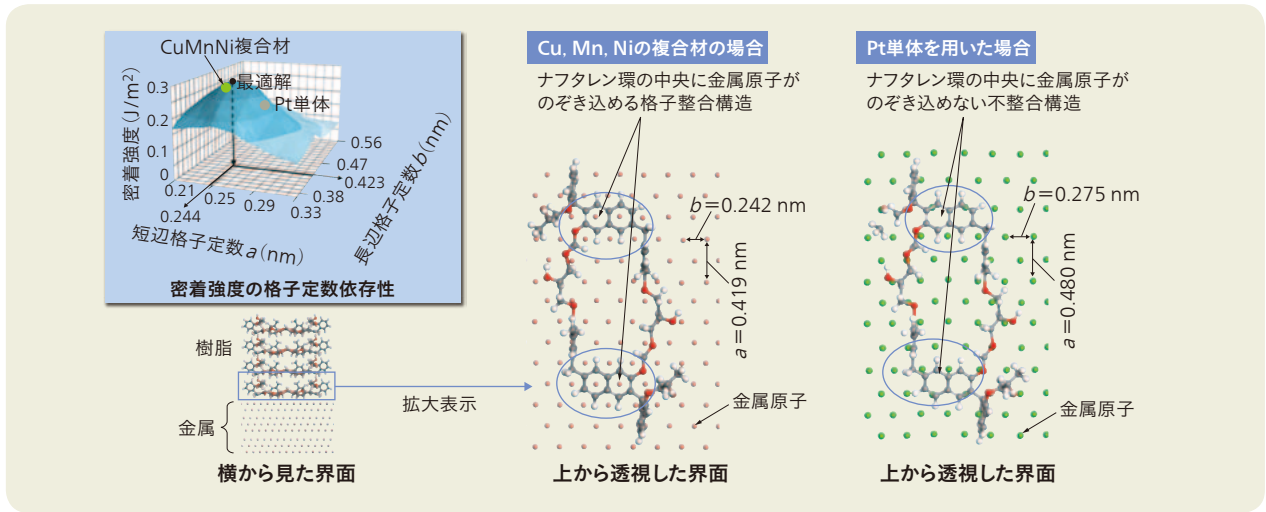 CuMnNi複合材
最適解
Pt単体
密着強度(J/m²)
0.3
0.2
0.1
0
0.21
0.25
0.29
0.33
0.244
短辺格子定数a(nm)
0.56
0.47
0.423
0.38
長辺格子定数b(nm)
密着強度の格子定数依存性
樹脂
金属
横から見た界面
拡大表示
Cu, Mn, Niの複合材の場合
ナフタレン環の中央に金属原子が
のぞき込める格子整合構造
b=0.242 nm
a=0.419 nm
金属原子
上から透視した界面
Pt単体を用いた場合
ナフタレン環の中央に金属原子が
のぞき込めない不整合構造
b=0.275 nm
a=0.480 nm
金属原子
上から透視した界面